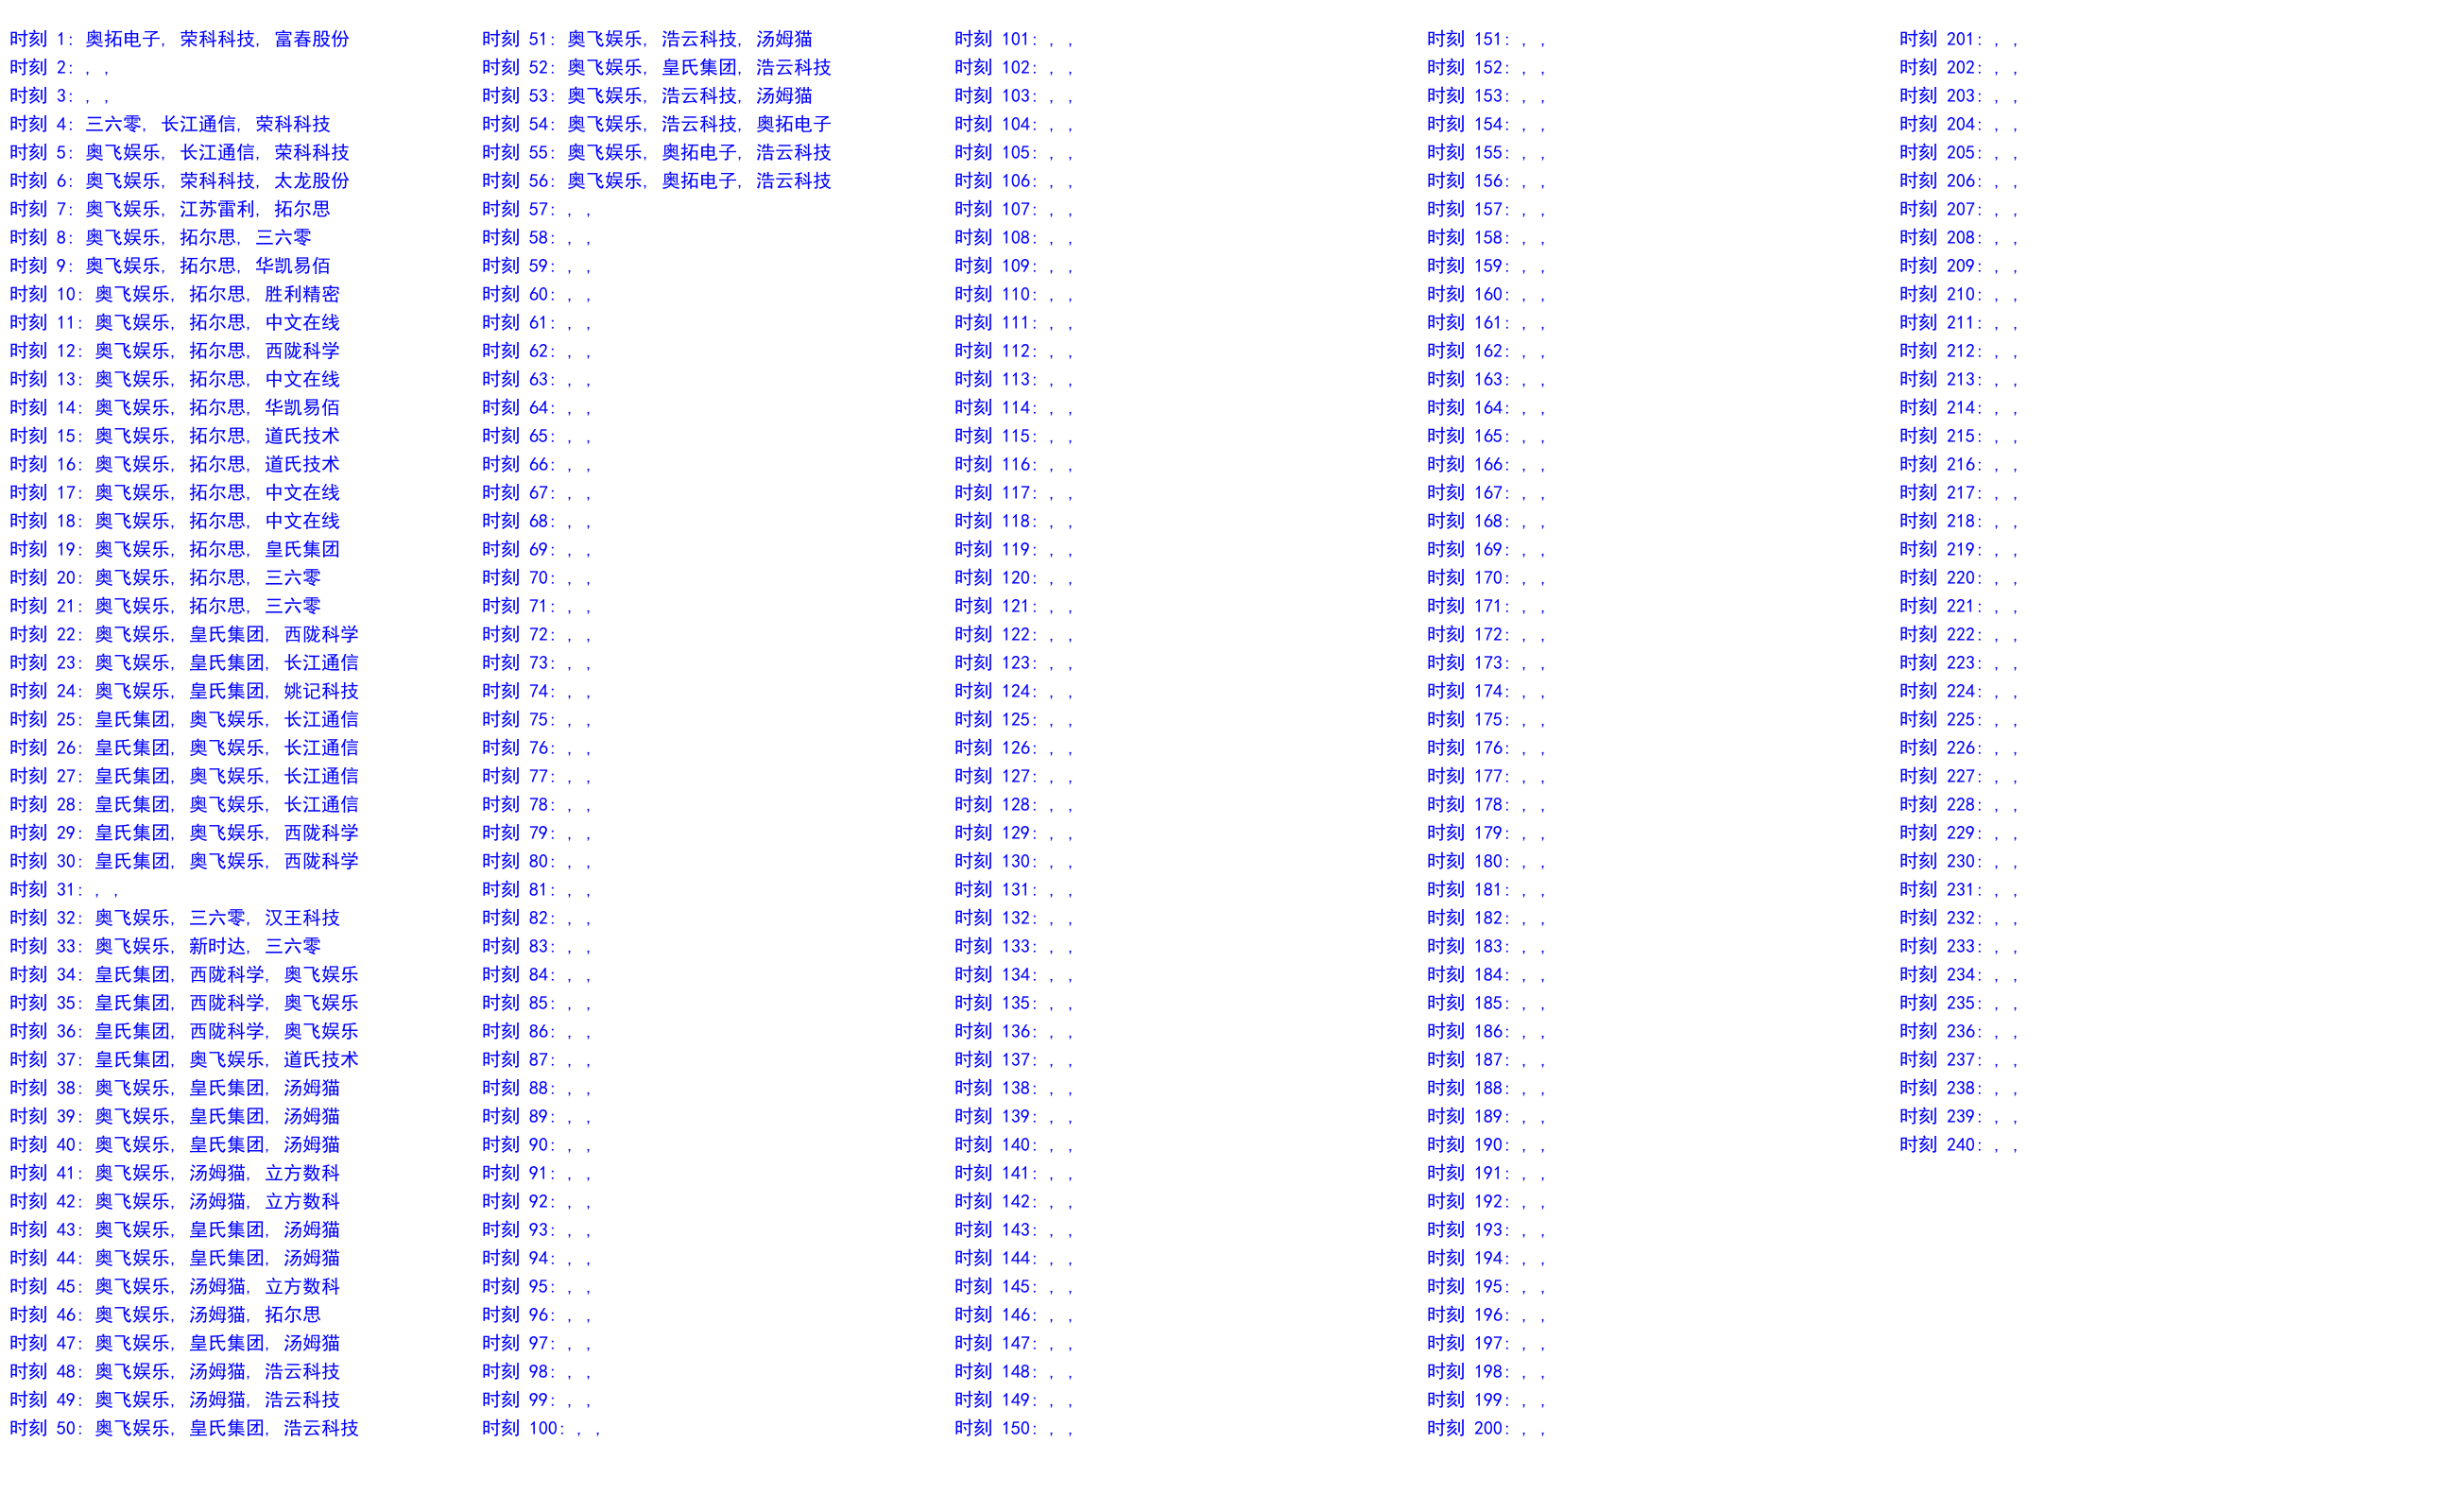 时刻 1: 奥拓电子, 荣科科技, 富春股份
时刻 2: , ,
时刻 3: , ,
时刻 4: 三六零, 长江通信, 荣科科技
时刻 5: 奥飞娱乐, 长江通信, 荣科科技
时刻 6: 奥飞娱乐, 荣科科技, 太龙股份
时刻 7: 奥飞娱乐, 江苏雷利, 拓尔思
时刻 8: 奥飞娱乐, 拓尔思, 三六零
时刻 9: 奥飞娱乐, 拓尔思, 华凯易佰
时刻 10: 奥飞娱乐, 拓尔思, 胜利精密
时刻 11: 奥飞娱乐, 拓尔思, 中文在线
时刻 12: 奥飞娱乐, 拓尔思, 西陇科学
时刻 13: 奥飞娱乐, 拓尔思, 中文在线
时刻 14: 奥飞娱乐, 拓尔思, 华凯易佰
时刻 15: 奥飞娱乐, 拓尔思, 道氏技术
时刻 16: 奥飞娱乐, 拓尔思, 道氏技术
时刻 17: 奥飞娱乐, 拓尔思, 中文在线
时刻 18: 奥飞娱乐, 拓尔思, 中文在线
时刻 19: 奥飞娱乐, 拓尔思, 皇氏集团
时刻 20: 奥飞娱乐, 拓尔思, 三六零
时刻 21: 奥飞娱乐, 拓尔思, 三六零
时刻 22: 奥飞娱乐, 皇氏集团, 西陇科学
时刻 23: 奥飞娱乐, 皇氏集团, 长江通信
时刻 24: 奥飞娱乐, 皇氏集团, 姚记科技
时刻 25: 皇氏集团, 奥飞娱乐, 长江通信
时刻 26: 皇氏集团, 奥飞娱乐, 长江通信
时刻 27: 皇氏集团, 奥飞娱乐, 长江通信
时刻 28: 皇氏集团, 奥飞娱乐, 长江通信
时刻 29: 皇氏集团, 奥飞娱乐, 西陇科学
时刻 30: 皇氏集团, 奥飞娱乐, 西陇科学
时刻 31: , ,
时刻 32: 奥飞娱乐, 三六零, 汉王科技
时刻 33: 奥飞娱乐, 新时达, 三六零
时刻 34: 皇氏集团, 西陇科学, 奥飞娱乐
时刻 35: 皇氏集团, 西陇科学, 奥飞娱乐
时刻 36: 皇氏集团, 西陇科学, 奥飞娱乐
时刻 37: 皇氏集团, 奥飞娱乐, 道氏技术
时刻 38: 奥飞娱乐, 皇氏集团, 汤姆猫
时刻 39: 奥飞娱乐, 皇氏集团, 汤姆猫
时刻 40: 奥飞娱乐, 皇氏集团, 汤姆猫
时刻 41: 奥飞娱乐, 汤姆猫, 立方数科
时刻 42: 奥飞娱乐, 汤姆猫, 立方数科
时刻 43: 奥飞娱乐, 皇氏集团, 汤姆猫
时刻 44: 奥飞娱乐, 皇氏集团, 汤姆猫
时刻 45: 奥飞娱乐, 汤姆猫, 立方数科
时刻 46: 奥飞娱乐, 汤姆猫, 拓尔思
时刻 47: 奥飞娱乐, 皇氏集团, 汤姆猫
时刻 48: 奥飞娱乐, 汤姆猫, 浩云科技
时刻 49: 奥飞娱乐, 汤姆猫, 浩云科技
时刻 50: 奥飞娱乐, 皇氏集团, 浩云科技
时刻 51: 奥飞娱乐, 浩云科技, 汤姆猫
时刻 52: 奥飞娱乐, 皇氏集团, 浩云科技
时刻 53: 奥飞娱乐, 浩云科技, 汤姆猫
时刻 54: 奥飞娱乐, 浩云科技, 奥拓电子
时刻 55: 奥飞娱乐, 奥拓电子, 浩云科技
时刻 56: 奥飞娱乐, 奥拓电子, 浩云科技
时刻 57: , ,
时刻 58: , ,
时刻 59: , ,
时刻 60: , ,
时刻 61: , ,
时刻 62: , ,
时刻 63: , ,
时刻 64: , ,
时刻 65: , ,
时刻 66: , ,
时刻 67: , ,
时刻 68: , ,
时刻 69: , ,
时刻 70: , ,
时刻 71: , ,
时刻 72: , ,
时刻 73: , ,
时刻 74: , ,
时刻 75: , ,
时刻 76: , ,
时刻 77: , ,
时刻 78: , ,
时刻 79: , ,
时刻 80: , ,
时刻 81: , ,
时刻 82: , ,
时刻 83: , ,
时刻 84: , ,
时刻 85: , ,
时刻 86: , ,
时刻 87: , ,
时刻 88: , ,
时刻 89: , ,
时刻 90: , ,
时刻 91: , ,
时刻 92: , ,
时刻 93: , ,
时刻 94: , ,
时刻 95: , ,
时刻 96: , ,
时刻 97: , ,
时刻 98: , ,
时刻 99: , ,
时刻 100: , ,
时刻 101: , ,
时刻 102: , ,
时刻 103: , ,
时刻 104: , ,
时刻 105: , ,
时刻 106: , ,
时刻 107: , ,
时刻 108: , ,
时刻 109: , ,
时刻 110: , ,
时刻 111: , ,
时刻 112: , ,
时刻 113: , ,
时刻 114: , ,
时刻 115: , ,
时刻 116: , ,
时刻 117: , ,
时刻 118: , ,
时刻 119: , ,
时刻 120: , ,
时刻 121: , ,
时刻 122: , ,
时刻 123: , ,
时刻 124: , ,
时刻 125: , ,
时刻 126: , ,
时刻 127: , ,
时刻 128: , ,
时刻 129: , ,
时刻 130: , ,
时刻 131: , ,
时刻 132: , ,
时刻 133: , ,
时刻 134: , ,
时刻 135: , ,
时刻 136: , ,
时刻 137: , ,
时刻 138: , ,
时刻 139: , ,
时刻 140: , ,
时刻 141: , ,
时刻 142: , ,
时刻 143: , ,
时刻 144: , ,
时刻 145: , ,
时刻 146: , ,
时刻 147: , ,
时刻 148: , ,
时刻 149: , ,
时刻 150: , ,
时刻 151: , ,
时刻 152: , ,
时刻 153: , ,
时刻 154: , ,
时刻 155: , ,
时刻 156: , ,
时刻 157: , ,
时刻 158: , ,
时刻 159: , ,
时刻 160: , ,
时刻 161: , ,
时刻 162: , ,
时刻 163: , ,
时刻 164: , ,
时刻 165: , ,
时刻 166: , ,
时刻 167: , ,
时刻 168: , ,
时刻 169: , ,
时刻 170: , ,
时刻 171: , ,
时刻 172: , ,
时刻 173: , ,
时刻 174: , ,
时刻 175: , ,
时刻 176: , ,
时刻 177: , ,
时刻 178: , ,
时刻 179: , ,
时刻 180: , ,
时刻 181: , ,
时刻 182: , ,
时刻 183: , ,
时刻 184: , ,
时刻 185: , ,
时刻 186: , ,
时刻 187: , ,
时刻 188: , ,
时刻 189: , ,
时刻 190: , ,
时刻 191: , ,
时刻 192: , ,
时刻 193: , ,
时刻 194: , ,
时刻 195: , ,
时刻 196: , ,
时刻 197: , ,
时刻 198: , ,
时刻 199: , ,
时刻 200: , ,
时刻 201: , ,
时刻 202: , ,
时刻 203: , ,
时刻 204: , ,
时刻 205: , ,
时刻 206: , ,
时刻 207: , ,
时刻 208: , ,
时刻 209: , ,
时刻 210: , ,
时刻 211: , ,
时刻 212: , ,
时刻 213: , ,
时刻 214: , ,
时刻 215: , ,
时刻 216: , ,
时刻 217: , ,
时刻 218: , ,
时刻 219: , ,
时刻 220: , ,
时刻 221: , ,
时刻 222: , ,
时刻 223: , ,
时刻 224: , ,
时刻 225: , ,
时刻 226: , ,
时刻 227: , ,
时刻 228: , ,
时刻 229: , ,
时刻 230: , ,
时刻 231: , ,
时刻 232: , ,
时刻 233: , ,
时刻 234: , ,
时刻 235: , ,
时刻 236: , ,
时刻 237: , ,
时刻 238: , ,
时刻 239: , ,
时刻 240: , ,